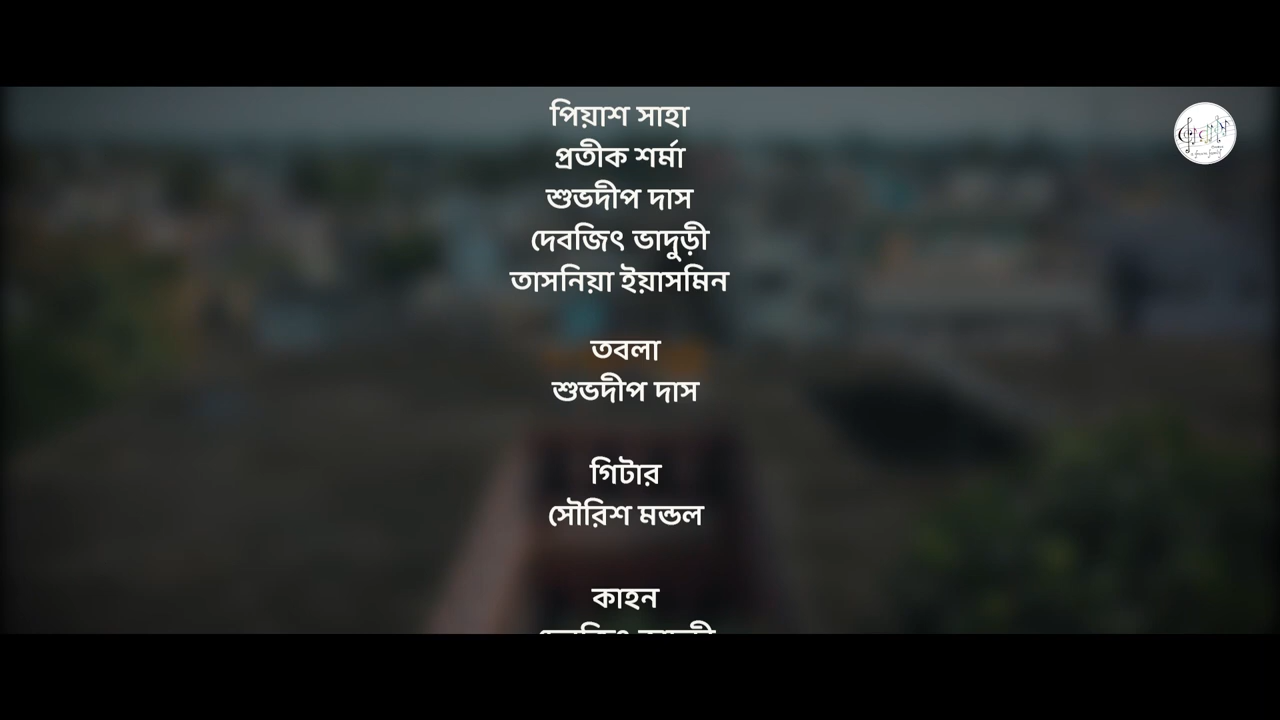 পিয়াশ সাহা
প্রতীক শর্মা
শুভদীপ দাস
দেবজিৎ ভাদুড়ী
তাসনিয়া ইয়াসমিন
তবলা
শুভদীপ দাস
গিটার
সৌরিশ মন্ডল
কাহন